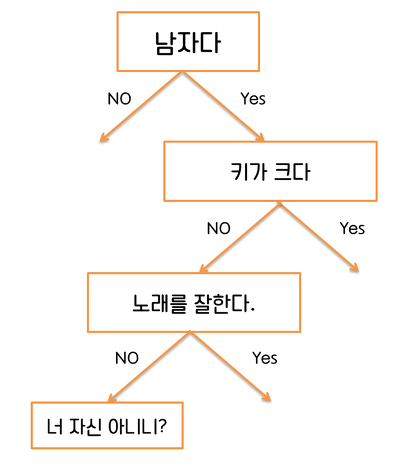 남자다
NO
Yes
키가 크다
NO
Yes
노래를 잘한다.
NO
Yes
너 자신 아니니?